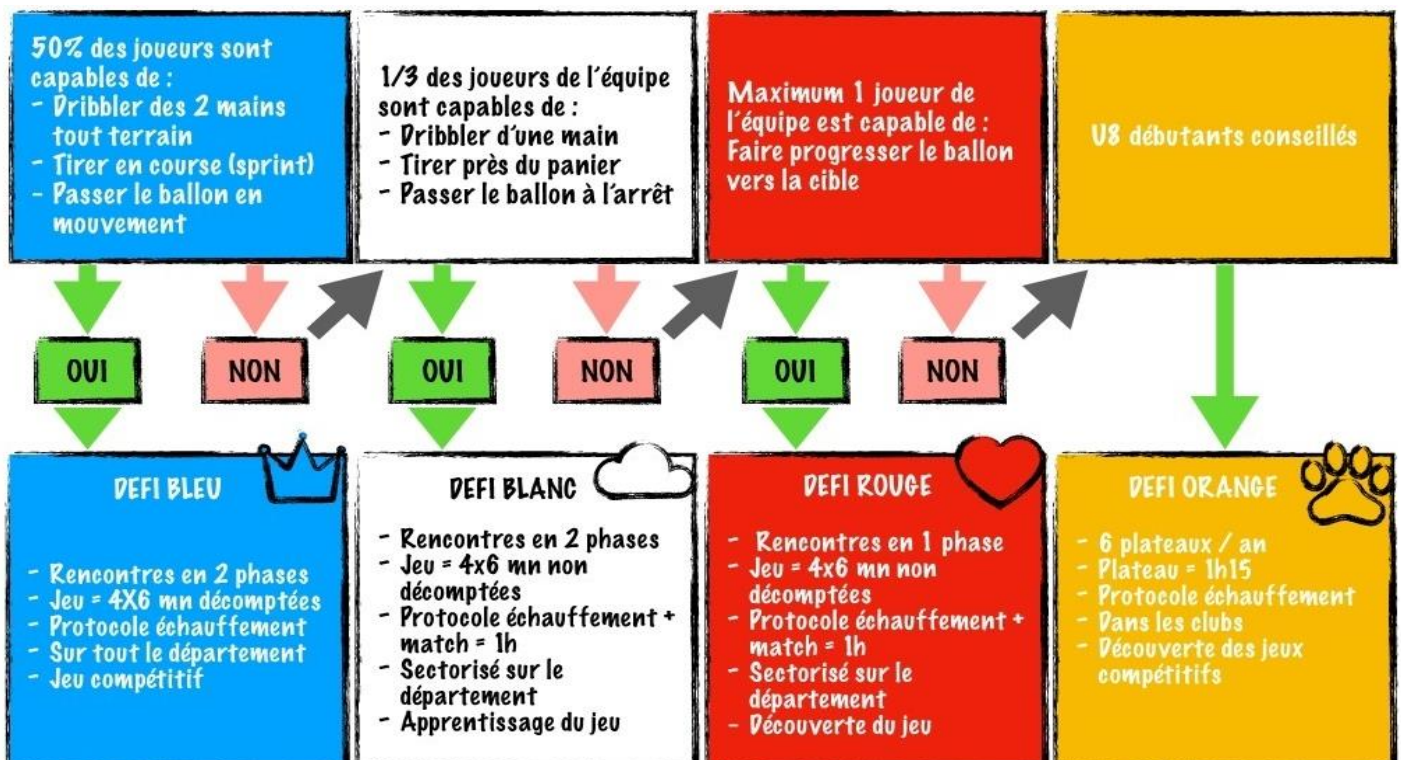 50% des joueurs sont
capables de :
- Dribbler des 2 mains
tout terrain
- Tirer en course (sprint)
- Passer le ballon en
mouvement
1/3 des joueurs de l'équipe
sont capables de :
- Dribbler d'une main
- Tirer près du panier
- Passer le ballon à l'arrêt
Maximum 1 joueur de
l'équipe est capable de :
Faire progresser le ballon
vers la cible
U8 débutants conseillés
OUI
NON
OUI
NON
OUI
NON
DEFI BLEU
- Rencontres en 2 phases
- Jeu = 4X6 mn décomptées
- Protocole échauffement
- Sur tout le département
- Jeu compétitif
DEFI BLANC
- Rencontres en 2 phases
- Jeu = 4x6 mn non
décomptées
- Protocole échauffement +
match = 1h
- Sectorisé sur le
département
- Apprentissage du jeu
DEFI ROUGE
- Rencontres en 1 phase
- Jeu = 4x6 mn non
décomptées
- Protocole échauffement +
match = 1h
- Sectorisé sur le
département
- Découverte du jeu
DEFI ORANGE
- 6 plateaux / an
- Plateau = 1h15
- Protocole échauffement
- Dans les clubs
- Découverte des jeux
compétitifs